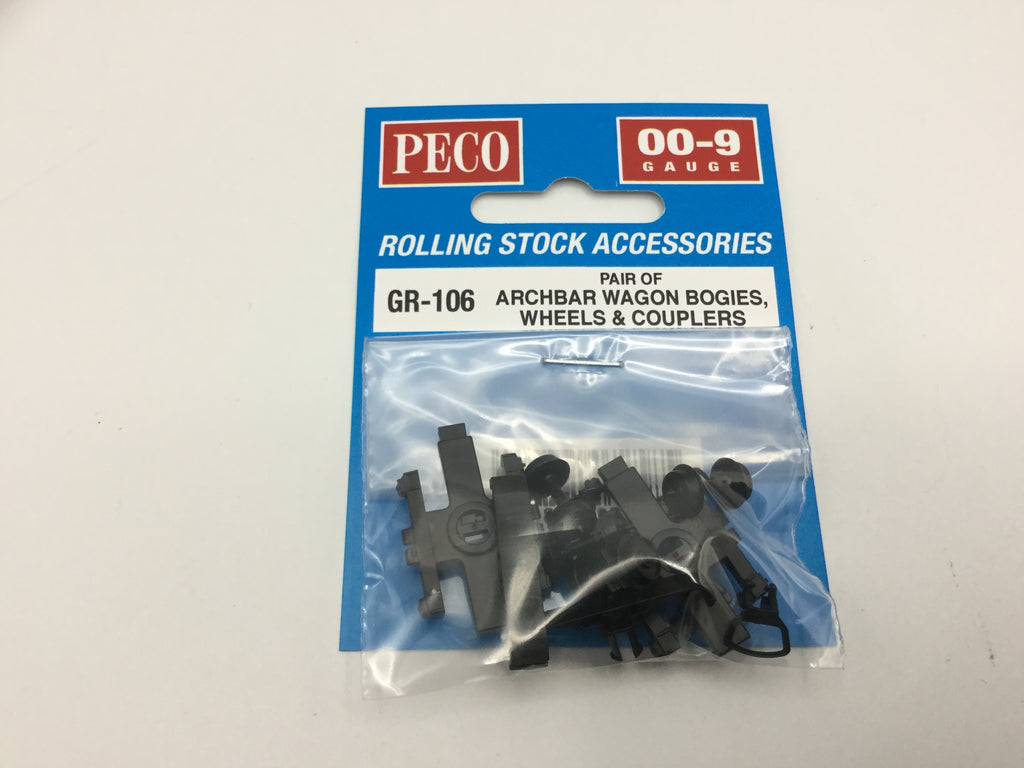 PECO
00-9
GAUGE
ROLLING STOCK ACCESSORIES
GR-106
PAIR OF
ARCHBAR WAGON BOGIES,
WHEELS & COUPLERS